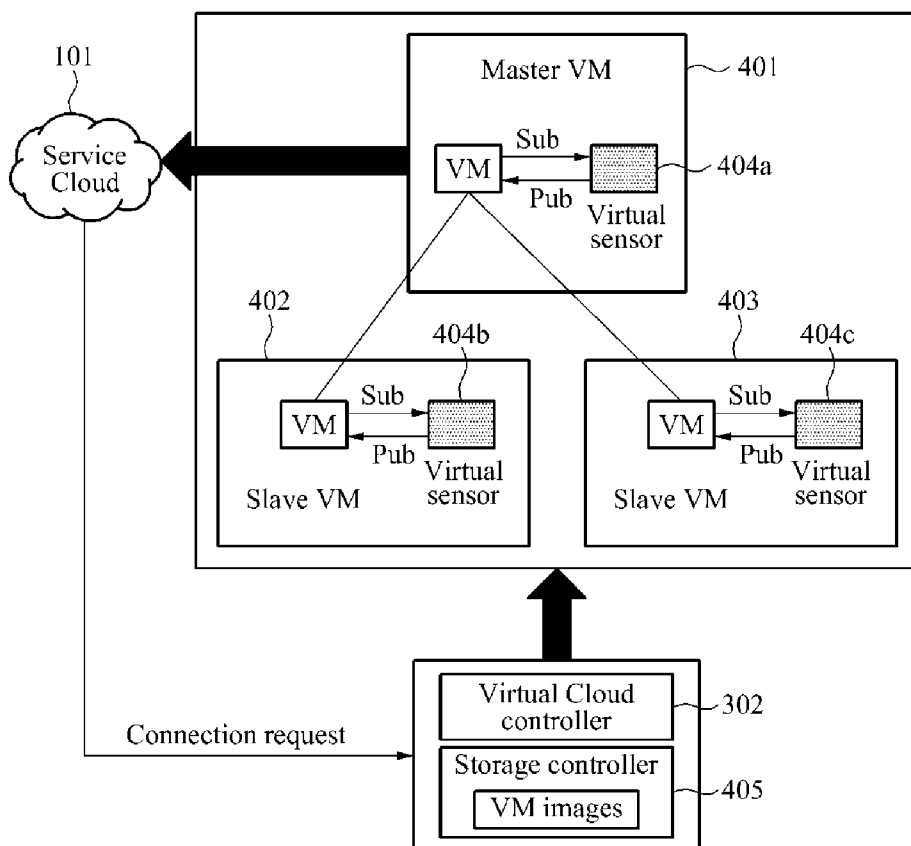 101
Service
Cloud
Master VM
401
VM
Sub
Pub
404a
Virtual
sensor
402
404b
VM
Sub
Pub
Virtual
sensor
Slave VM
403
404c
VM
Sub
Pub
Virtual
sensor
Slave VM
Connection request
Virtual Cloud
controller
302
Storage controller
VM images
405